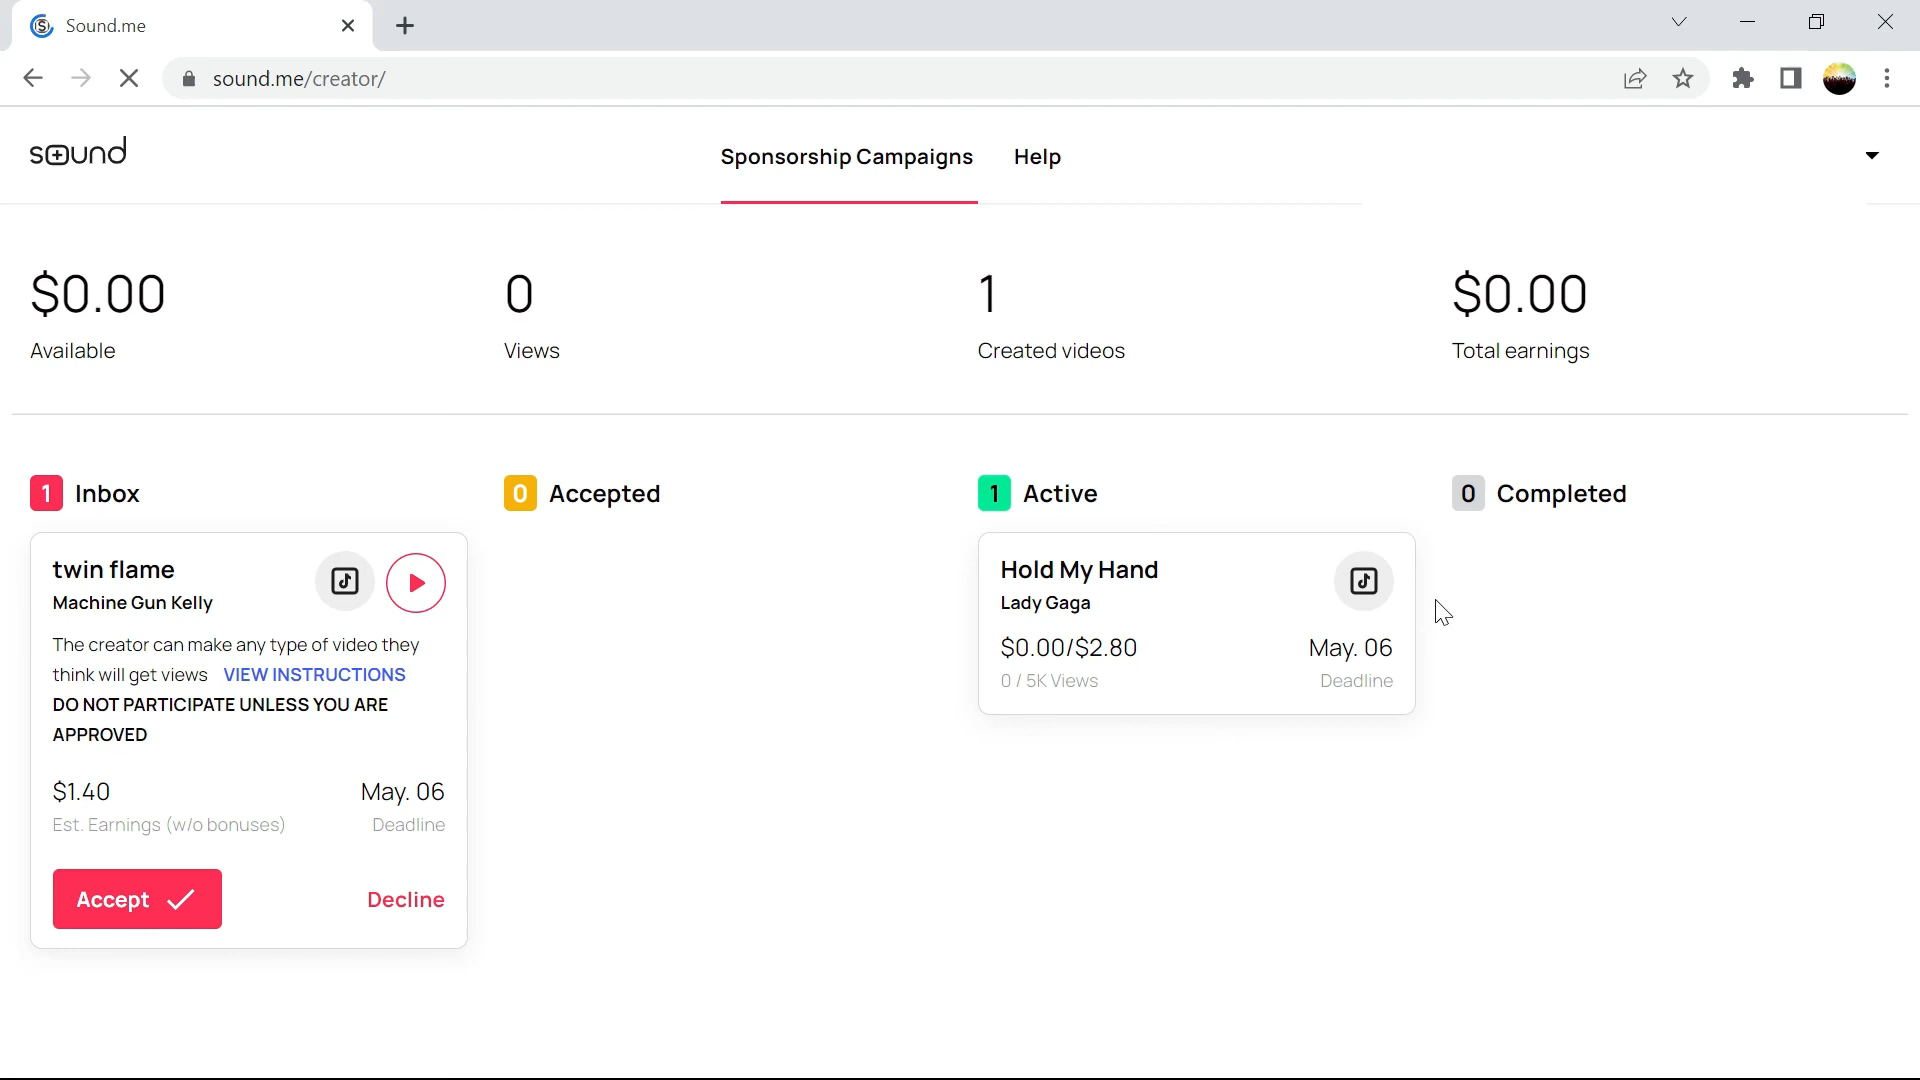 Sound.me
sound.me/creator/
sound
Sponsorship Campaigns
Help
$0.00
0
1
$0.00
Available
Views
Created videos
Total earnings
1 Inbox
0 Accepted
1 Active
0 Completed
twin flame
Machine Gun Kelly
The creator can make any type of video they
think will get views VIEW INSTRUCTIONS
DO NOT PARTICIPATE UNLESS YOU ARE
APPROVED
$1.40
May. 06
Est. Earnings (w/o bonuses)
Deadline
Accept
Decline
Hold My Hand
Lady Gaga
$0.00/$2.80
May. 06
0 / 5K Views
Deadline